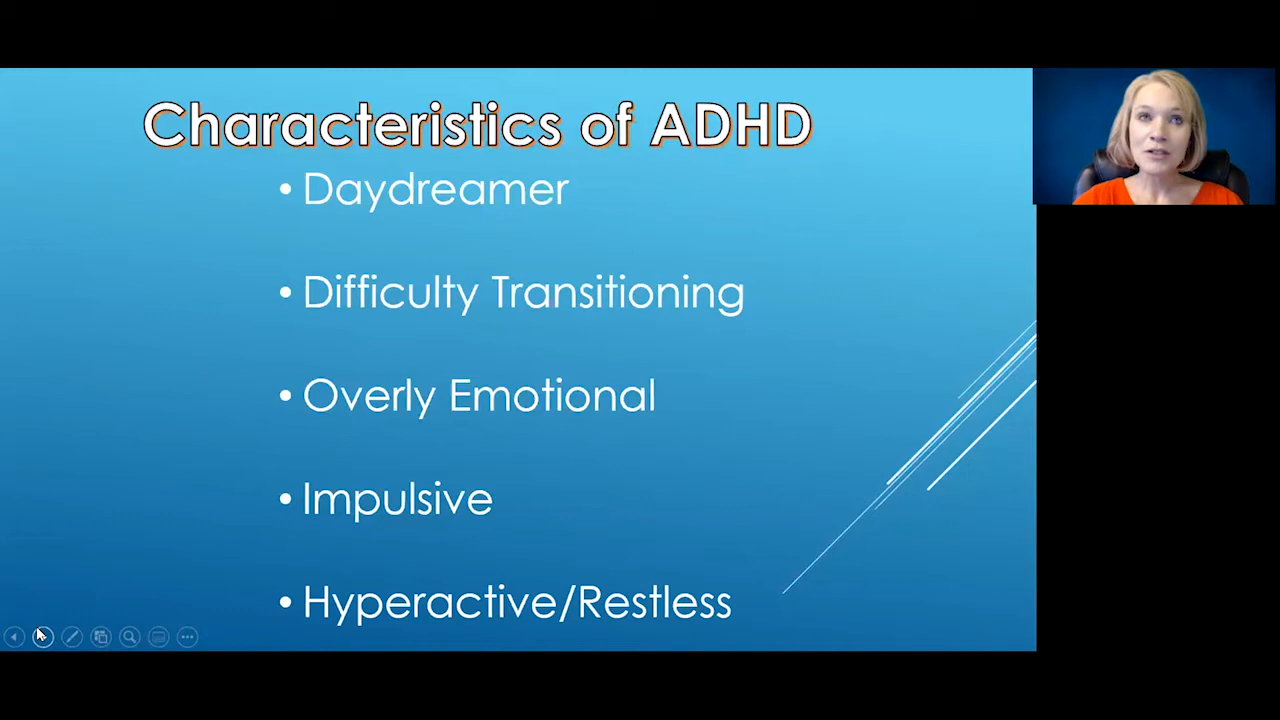 Characteristics of ADHD
• Daydreamer
• Difficulty Transitioning
• Overly Emotional
• Impulsive
• Hyperactive/Restless